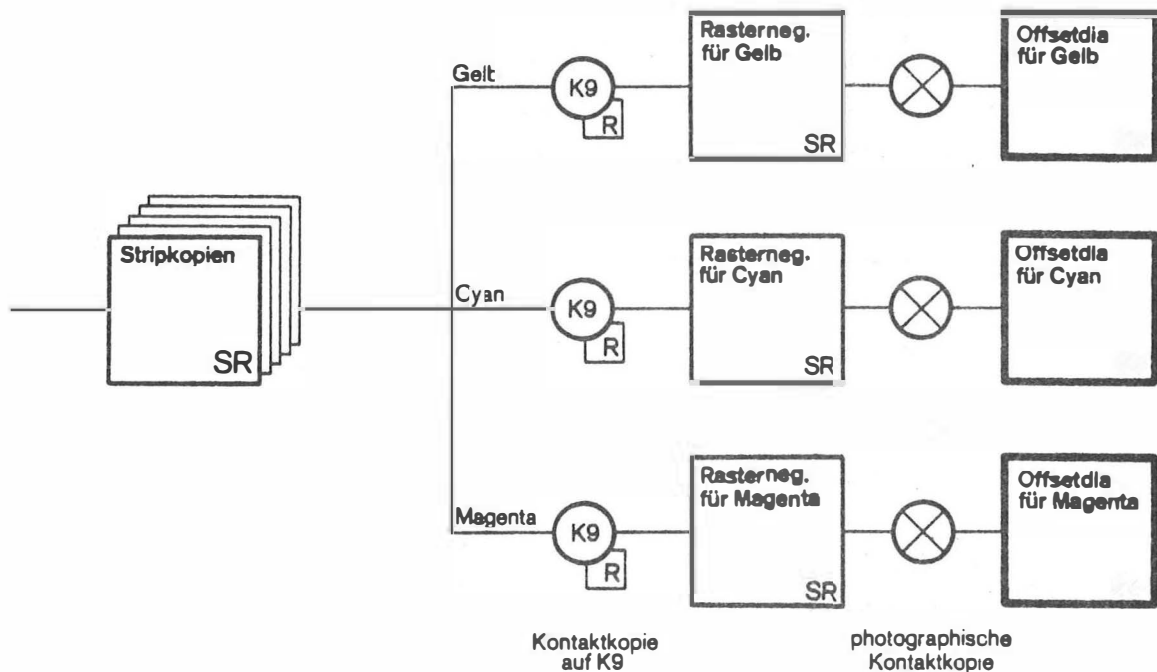 Gelb
K9
R
Rasterneg.
für Gelb
SR
Offsetdia
für Gelb
Stripkopien
SR
Cyan
K9
R
Rasterneg.
für Cyan
SR
Offsetdia
für Cyan
Magenta
K9
R
Rasterneg.
für Magenta
SR
Offsetdia
für Magenta
Kontaktkopie
auf K9
photographische
Kontaktkopie